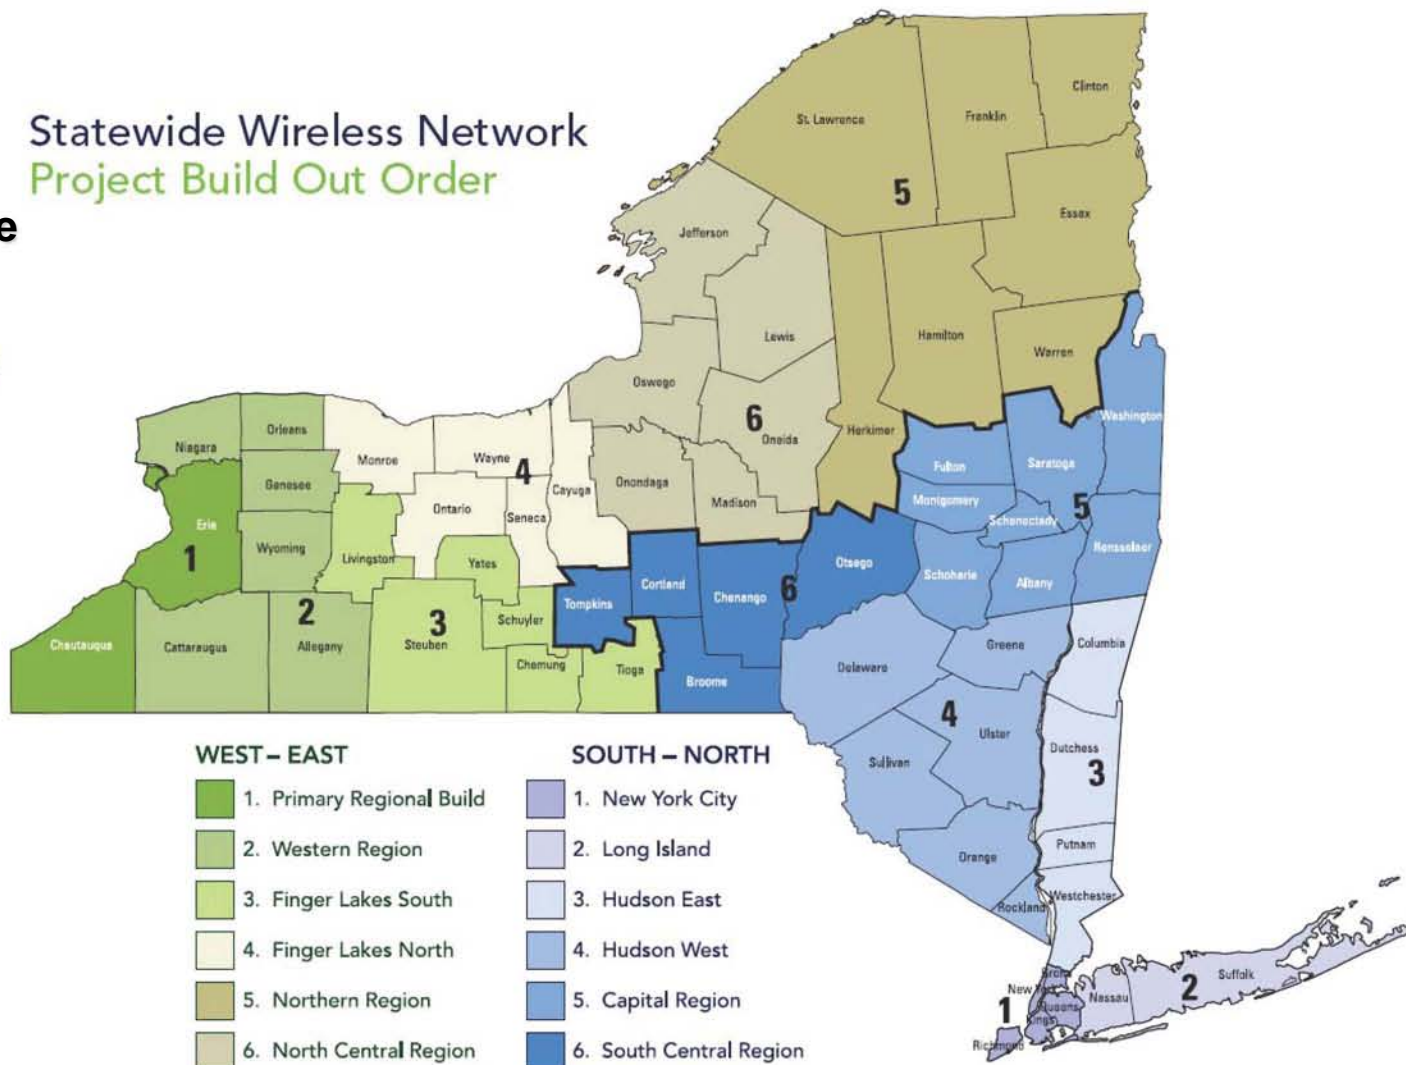 Statewide Wireless Network
Project Build Out Order
e
Clinton
Franklin
St. Lawrence
5
Essex
Jefferson
Lewis
Hamilton
Warren
Oswego
6
Oneida
Herkimer
Washington
Niagara
Orleans
Monroe
Wayne
4
Fulton
Saratoga
Genesee
Ontario
Seneca
Cayuga
Onondaga
Madison
Montgomery
Schenectady
5
Erie
1
Wyoming
Livingston
Yates
Otsego
Schoharie
Albany
Rensselaer
Tompkins
Cortland
Chenango
6
2
3
Schuyler
Chautauqua
Cattaraugus
Allegany
Steuben
Chemung
Tioga
Broome
Delaware
Greene
Columbia
4
Ulster
Sullivan
Dutchess
3
Putnam
Orange
Westchester
Rockland
Bronx
New York
Queens
Kings
Richmond
1
Nassau
2
Suffolk
WEST – EAST
1. Primary Regional Build
2. Western Region
3. Finger Lakes South
4. Finger Lakes North
5. Northern Region
6. North Central Region
SOUTH – NORTH
1. New York City
2. Long Island
3. Hudson East
4. Hudson West
5. Capital Region
6. South Central Region